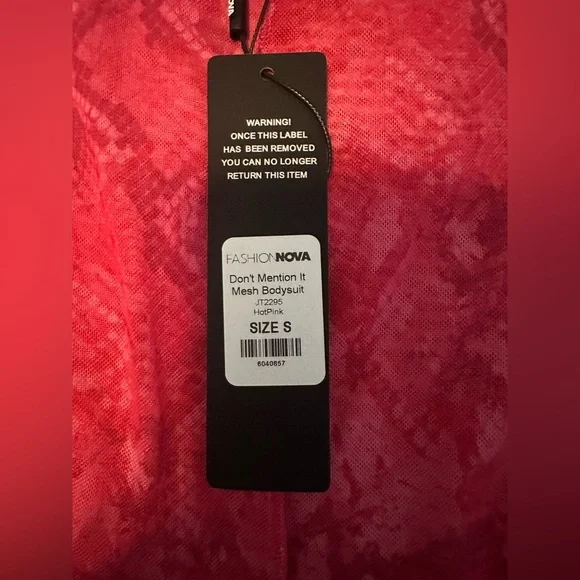 WARNING!
ONCE THIS LABEL
HAS BEEN REMOVED
YOU CAN NO LONGER
RETURN THIS ITEM
FASHIONNOVA
Don't Mention It
Mesh Bodysuit
JT2295
HotPink
SIZE S
6040657